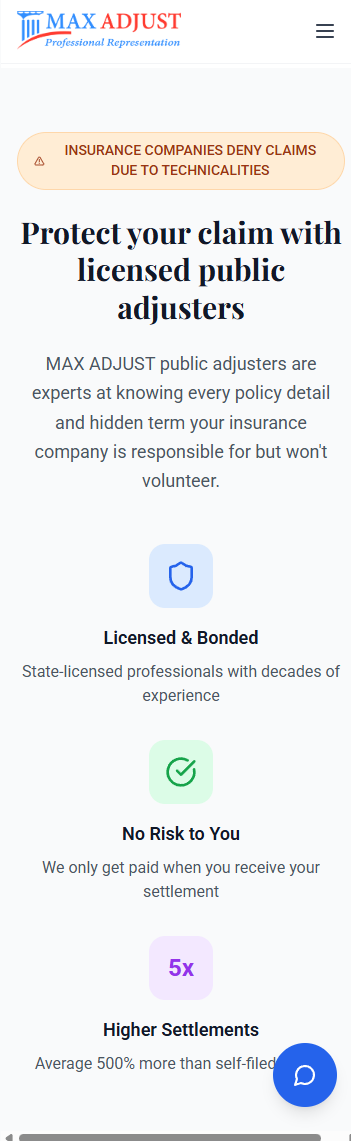 MAX ADJUST
Professional Representation
INSURANCE COMPANIES DENY CLAIMS
DUE TO TECHNICALITIES
Protect your claim with
licensed public
adjusters
MAX ADJUST public adjusters are
experts at knowing every policy detail
and hidden term your insurance
company is responsible for but won't
volunteer.
Licensed & Bonded
State-licensed professionals with decades of
experience
No Risk to You
We only get paid when you receive your
settlement
5x
Higher Settlements
Average 500% more than self-filed